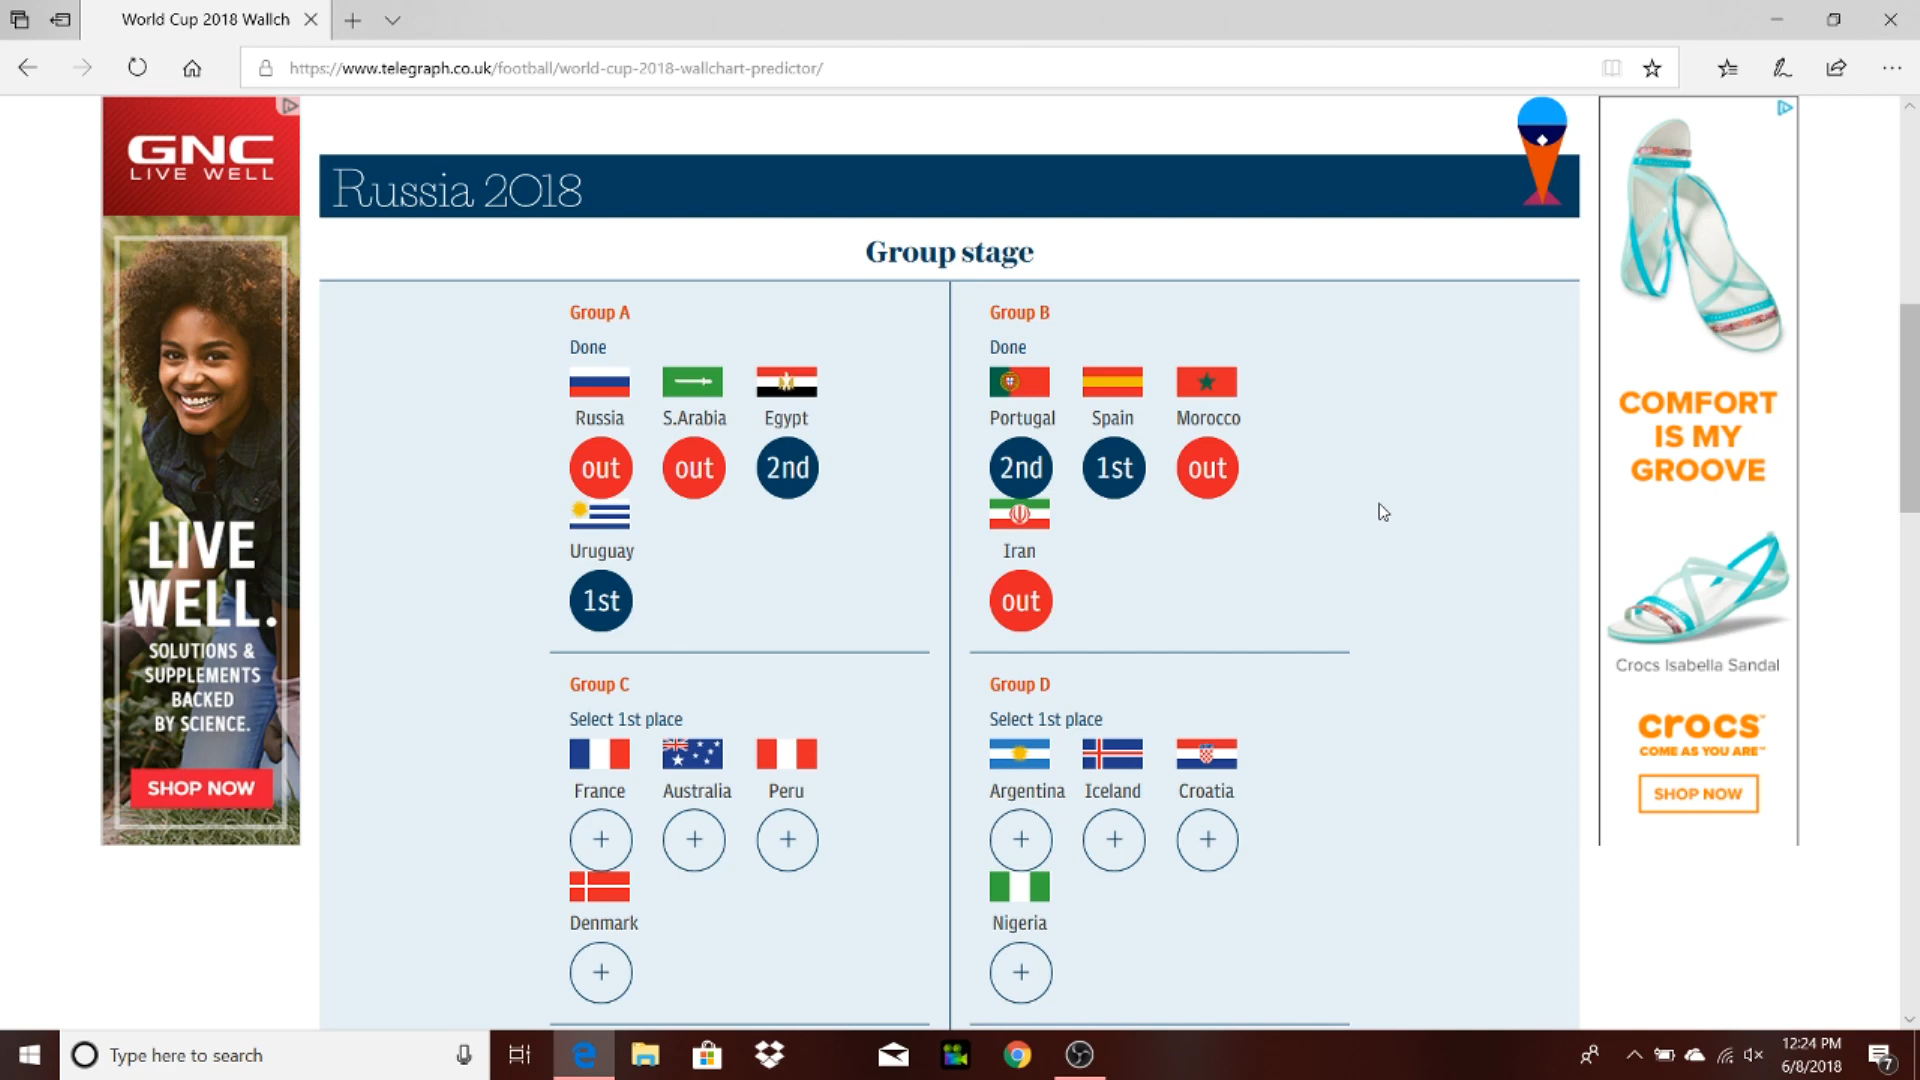 World Cup 2018 Wallch
https://www.telegraph.co.uk/football/world-cup-2018-wallchart-predictor/
GNC
LIVE WELL
LIVE
WELL.
SOLUTIONS &
SUPPLEMENTS
BACKED
BY SCIENCE.
SHOP NOW
Russia 2018
Group stage
Group A
Done
Russia S.Arabia Egypt
out out 2nd
Uruguay
1st
Group B
Done
Portugal Spain Morocco
2nd 1st out
Iran
out
Group C
Select 1st place
France Australia Peru
+ + +
Denmark
+
Group D
Select 1st place
Argentina Iceland Croatia
+ + +
Nigeria
+
COMFORT
IS MY
GROOVE
Crocs Isabella Sandal
crocs™
COME AS YOU ARE™
SHOP NOW
Type here to search
12:24 PM
6/8/2018
7